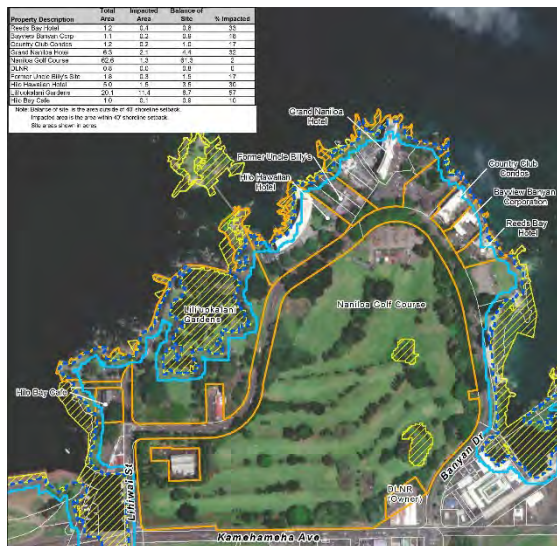 Property Description Total Area Impacted Area Balance of Site % Impacted
Reeds Bay Hotel 1.2 0.4 0.8 33
Bayview Banyan Corp 1.1 0.2 0.9 18
Country Club Condos 1.2 0.2 1.0 17
Grand Naniloa Hotel 6.3 2.1 4.4 32
Naniloa Golf Course 62.6 1.3 61.3 2
DLNR 0.8 0.0 0.8 0
Former Uncle Billy's Site 1.8 0.3 1.5 17
Hilo Hawaiian Hotel 5.0 1.5 3.5 30
Liliuokalani Gardens 20.1 11.4 8.7 57
Hilo Bay Cafe 1.0 0.1 0.9 10
Note: Balance of site is the area outside of 40' shoreline setback.
Impacted area is the area within 40' shoreline setback.
Site areas shown in acres
Grand Naniloa
Hotel
Former Uncle Billy's
Hilo Hawaiian
Hotel
Country Club
Condos
Bayview Banyan
Corporation
Reeds Bay
Hotel
Lili'uokalani
Gardens
Naniloa Golf Course
Hilo Bay Cafe
Lihiwai St
Banyan Dr
DLNR
(Owner)
Kamehameha Ave